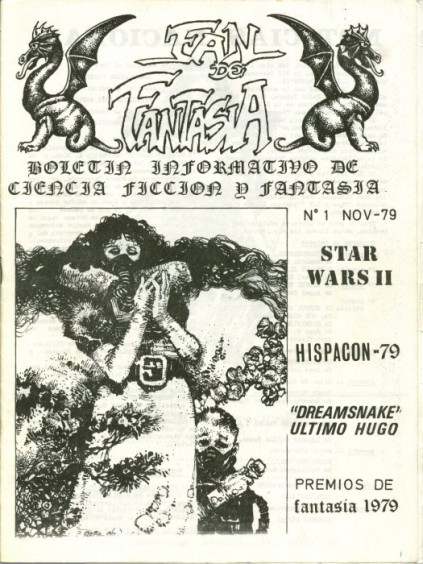 FAN
DE
FANTASIA
BOLETIN INFORMATIVO DE
CIENCIA FICCION Y FANTASIA
Nº 1 NOV-79
STAR
WARS II
HISPACON-79
"DREAMSNAKE"
ULTIMO HUGO
PREMIOS DE
fantasía 1979